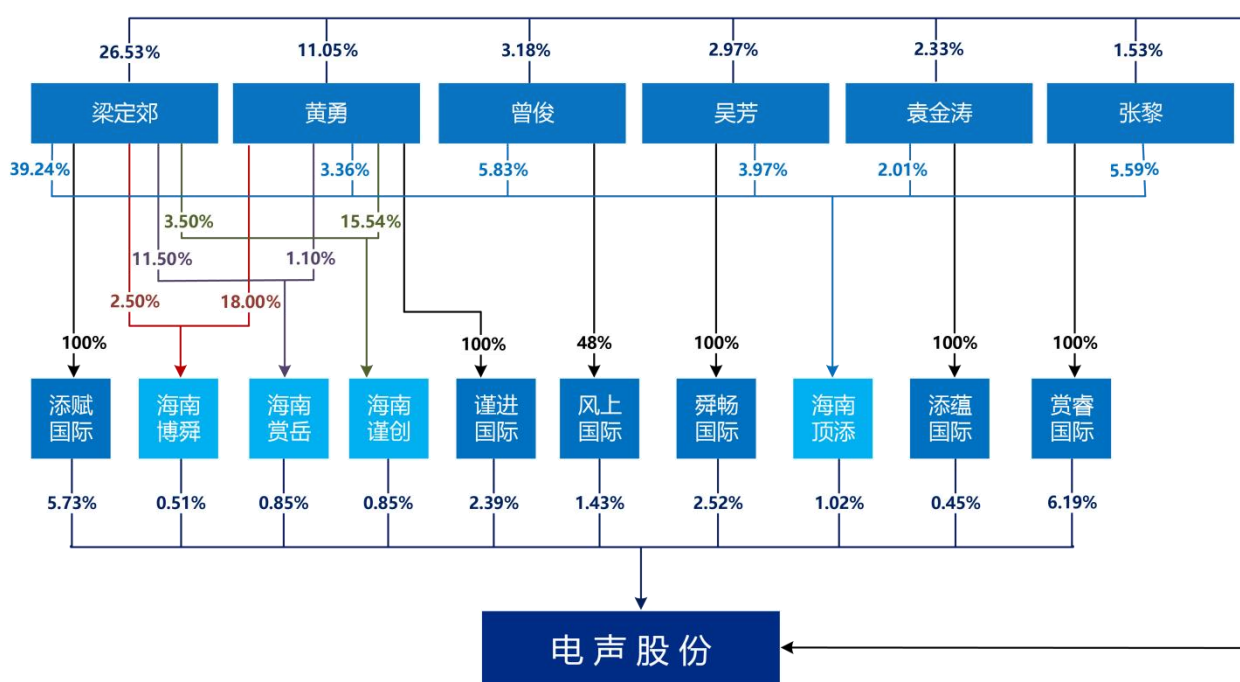 26.53%
11.05%
3.18%
2.97%
2.33%
1.53%
梁定郊
黄勇
曾俊
吴芳
袁金涛
张黎
39.24%
3.36%
5.83%
3.97%
2.01%
5.59%
3.50%
15.54%
11.50%
1.10%
2.50%
18.00%
100%
100%
48%
100%
100%
100%
添赋
国际
海南
博舜
海南
赏岳
海南
谨创
谨进
国际
风上
国际
舜畅
国际
海南
顶添
添蕴
国际
赏睿
国际
5.73%
0.51%
0.85%
0.85%
2.39%
1.43%
2.52%
1.02%
0.45%
6.19%
电声股份